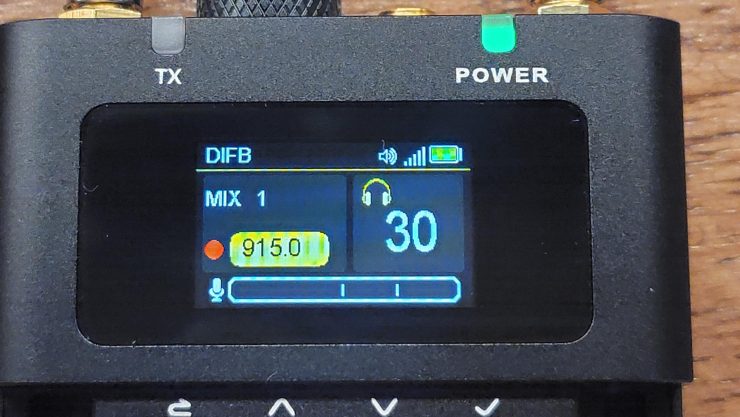 TX
POWER
DIFB
MIX 1
30
915.0